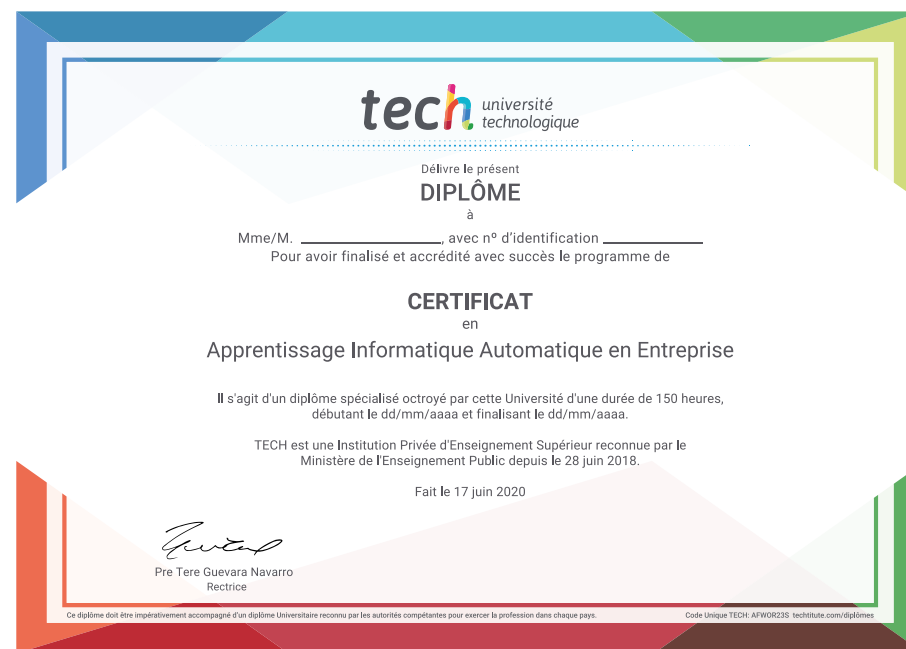 tech université
technologique
Délivre le présent
DIPLÔME
à
Mme/M. ____________________, avec nº d'identification ______________
Pour avoir finalisé et accrédité avec succès le programme de
CERTIFICAT
en
Apprentissage Informatique Automatique en Entreprise
Il s'agit d'un diplôme spécialisé octroyé par cette Université d'une durée de 150 heures,
débutant le dd/mm/aaaa et finalisant le dd/mm/aaaa.
TECH est une Institution Privée d'Enseignement Supérieur reconnue par le
Ministère de l'Enseignement Public depuis le 28 juin 2018.
Fait le 17 juin 2020
Pre Tere Guevara Navarro
Rectrice
Ce diplôme doit être impérativement accompagné d'un diplôme Universitaire reconnu par les autorités compétantes pour exercer la profession dans chaque pays.
Code Unique TECH: AFWOR23S techtitute.com/diplômes